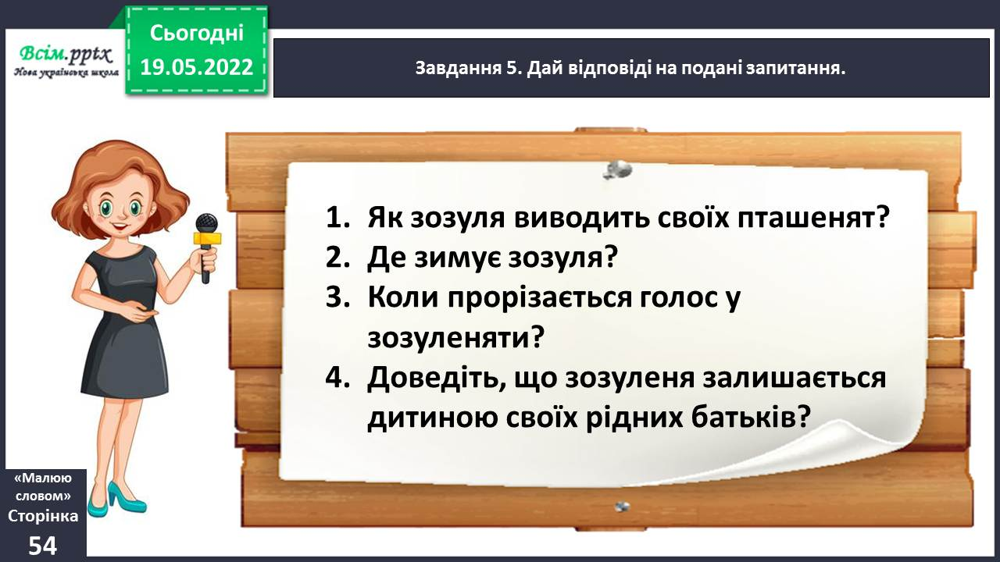 Всім.pptx
Нова українська школа
Сьогодні
19.05.2022
Завдання 5. Дай відповіді на подані запитання.
1. Як зозуля виводить своїх пташенят?
2. Де зимує зозуля?
3. Коли прорізається голос у
зозуленяти?
4. Доведіть, що зозуленя залишається
дитиною своїх рідних батьків?
«Малюю
словом»
Сторінка
54